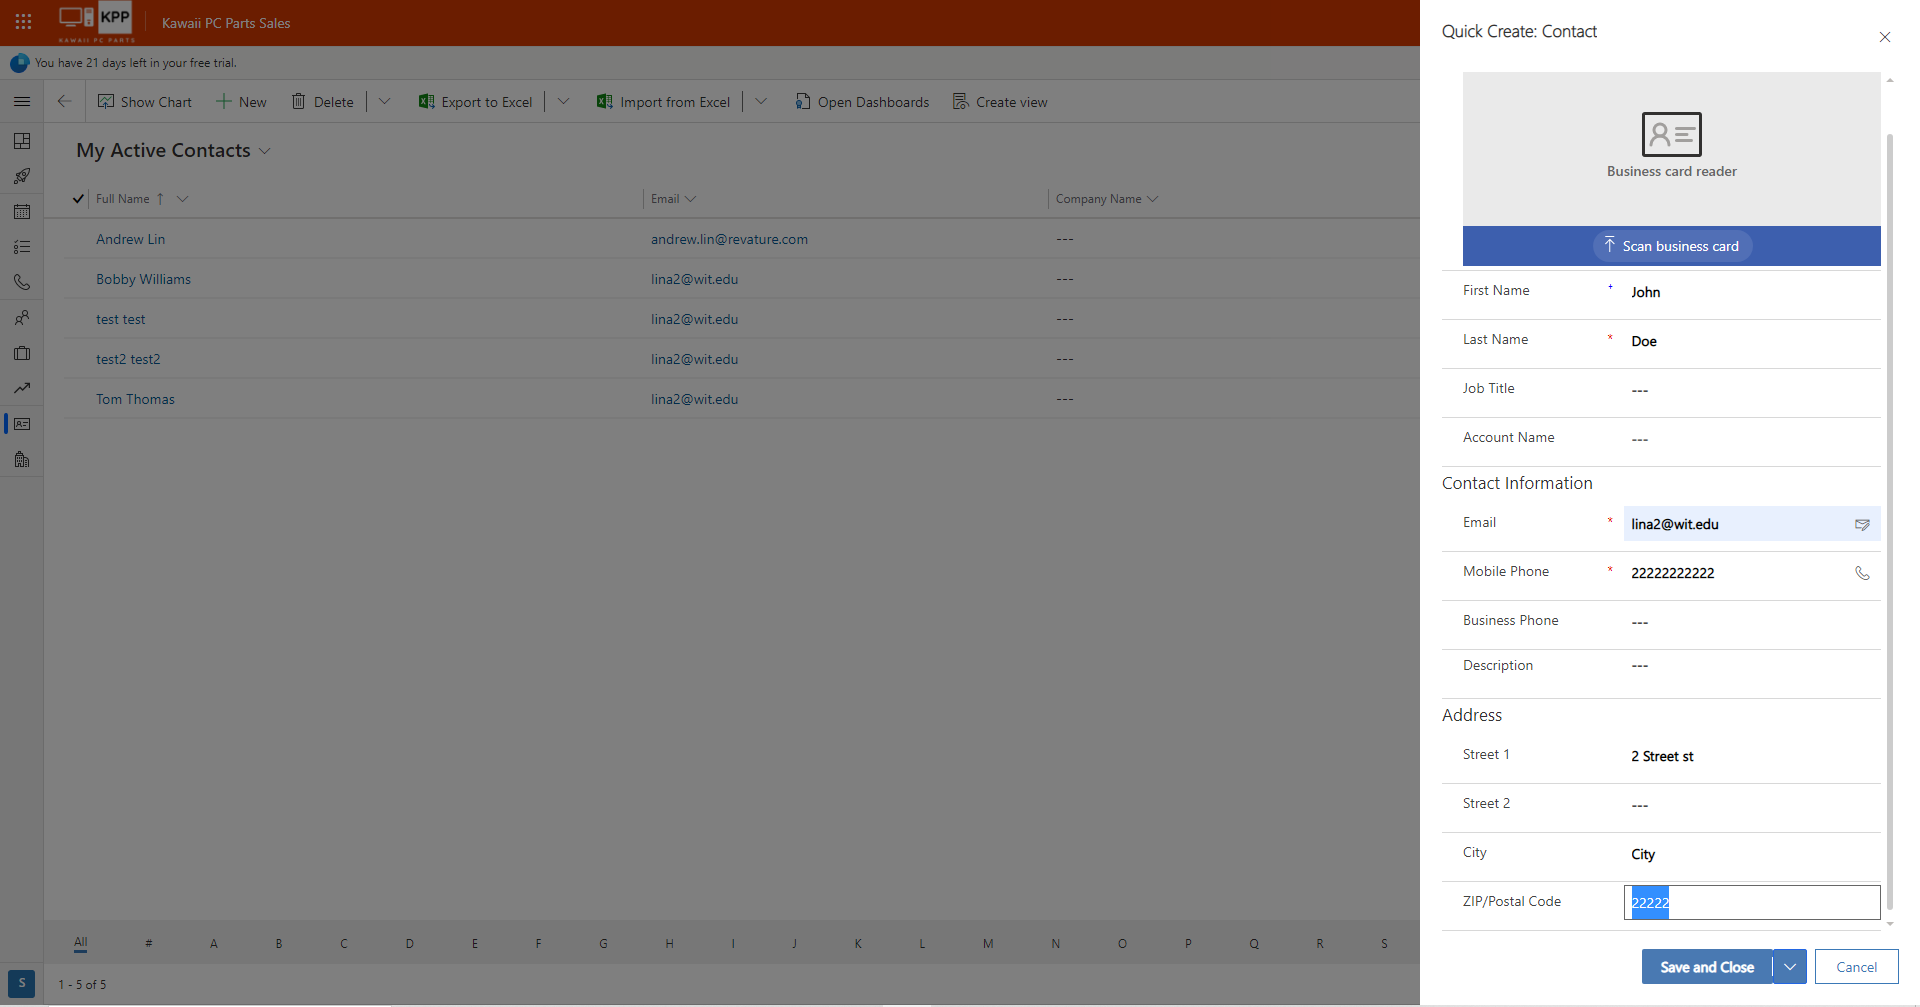 KPP
KAWAII PC PARTS
Kawaii PC Parts Sales
You have 21 days left in your free trial.
Show Chart New Delete Export to Excel Import from Excel Open Dashboards Create view
My Active Contacts
Full Name Email Company Name
Andrew Lin andrew.lin@revature.com ---
Bobby Williams lina2@wit.edu ---
test test lina2@wit.edu ---
test2 test2 lina2@wit.edu ---
Tom Thomas lina2@wit.edu ---
All # A B C D E F G H I J K L M N O P Q R S
S
1 - 5 of 5
Quick Create: Contact
Business card reader
Scan business card
First Name + John
Last Name * Doe
Job Title ---
Account Name ---
Contact Information
Email * lina2@wit.edu
Mobile Phone * 22222222222
Business Phone ---
Description ---
Address
Street 1 2 Street st
Street 2 ---
City City
ZIP/Postal Code 22222
Save and Close Cancel